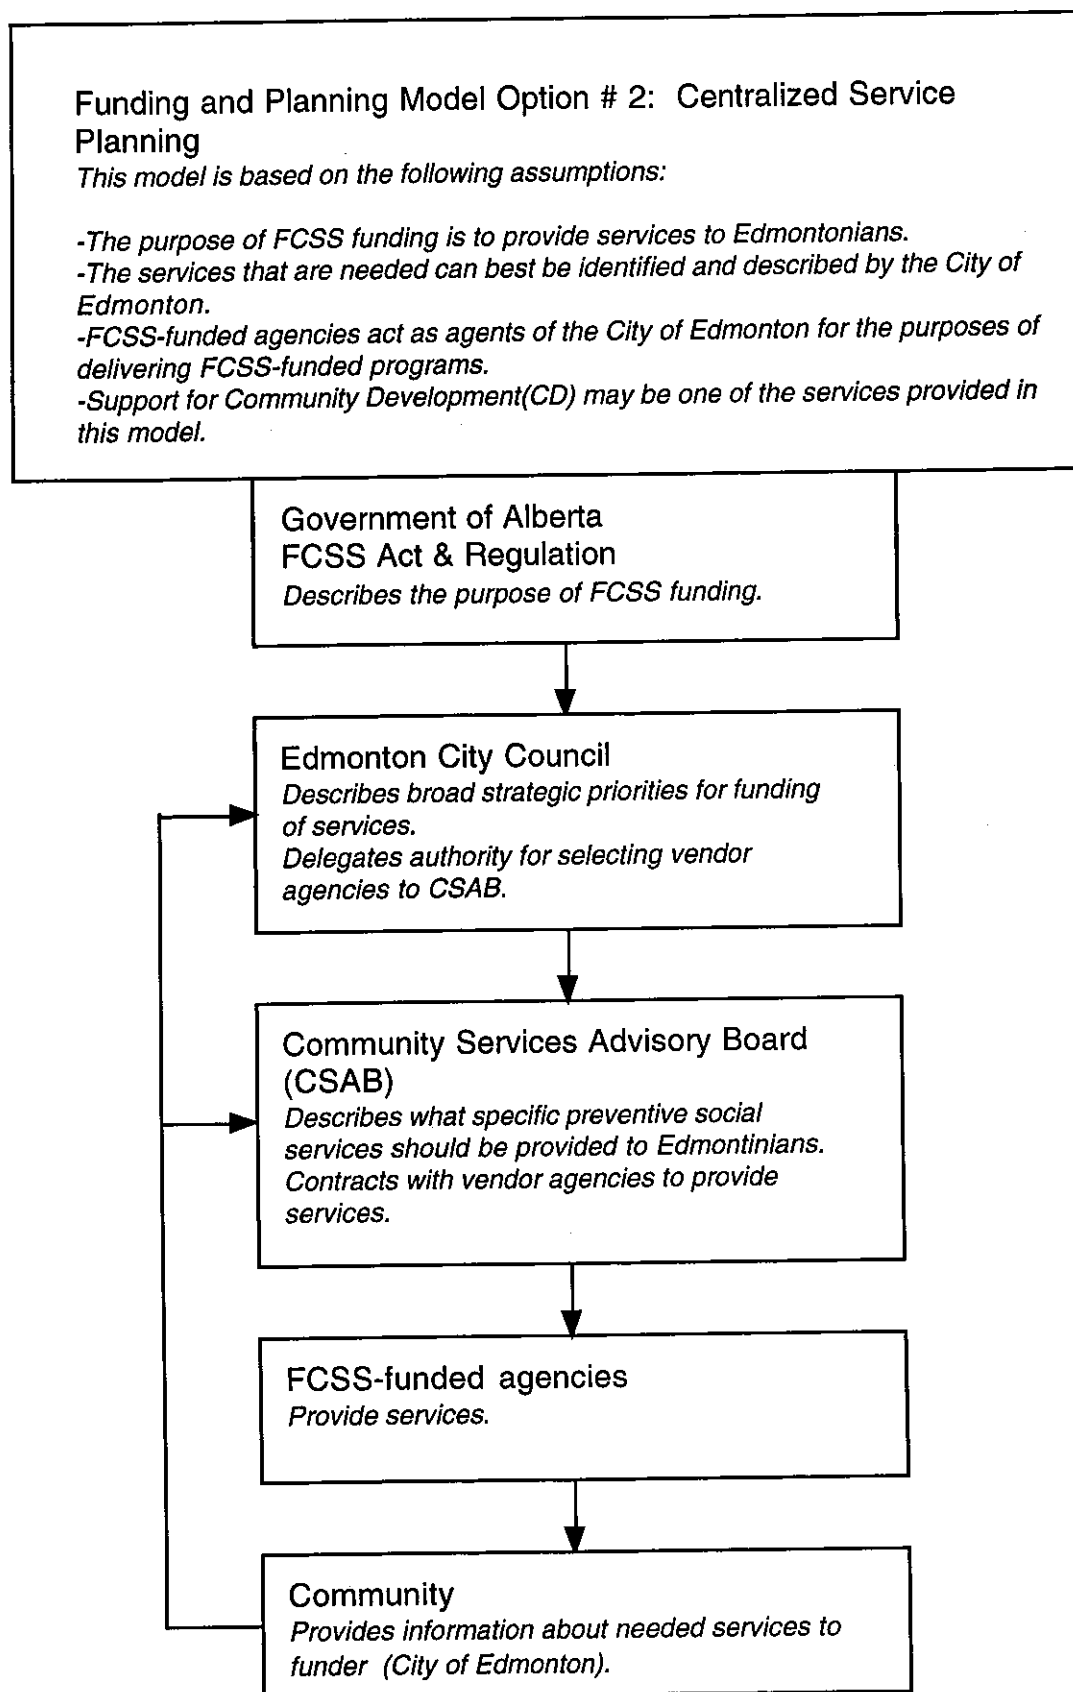 Funding and Planning Model Option # 2: Centralized Service
Planning
This model is based on the following assumptions:
-The purpose of FCSS funding is to provide services to Edmontonians.
-The services that are needed can best be identified and described by the City of
Edmonton.
-FCSS-funded agencies act as agents of the City of Edmonton for the purposes of
delivering FCSS-funded programs.
-Support for Community Development(CD) may be one of the services provided in
this model.
Government of Alberta
FCSS Act & Regulation
Describes the purpose of FCSS funding.
Edmonton City Council
Describes broad strategic priorities for funding
of services.
Delegates authority for selecting vendor
agencies to CSAB.
Community Services Advisory Board
(CSAB)
Describes what specific preventive social
services should be provided to Edmontinians.
Contracts with vendor agencies to provide
services.
FCSS-funded agencies
Provide services.
Community
Provides information about needed services to
funder (City of Edmonton).